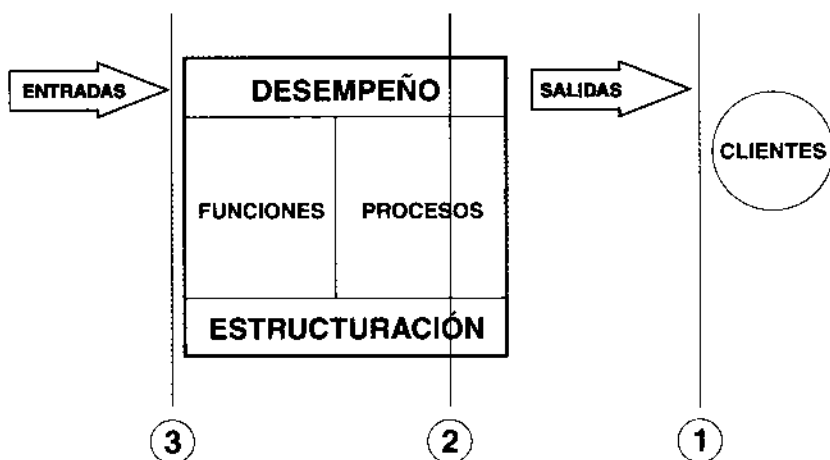 ENTRADAS
DESEMPEÑO
SALIDAS
CLIENTES
FUNCIONES
PROCESOS
ESTRUCTURACIÓN
3
2
1